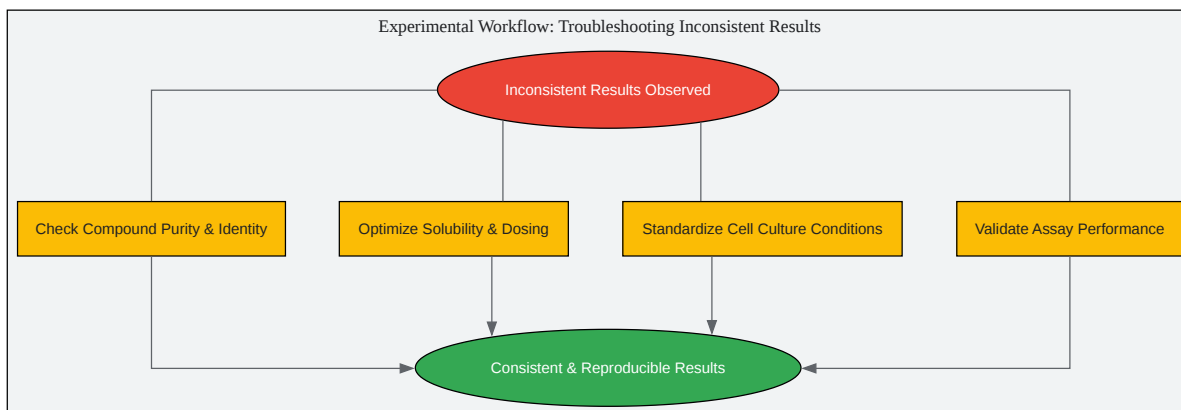 Experimental Workflow: Troubleshooting Inconsistent Results
Inconsistent Results Observed
Check Compound Purity & Identity
Optimize Solubility & Dosing
Standardize Cell Culture Conditions
Validate Assay Performance
Consistent & Reproducible Results